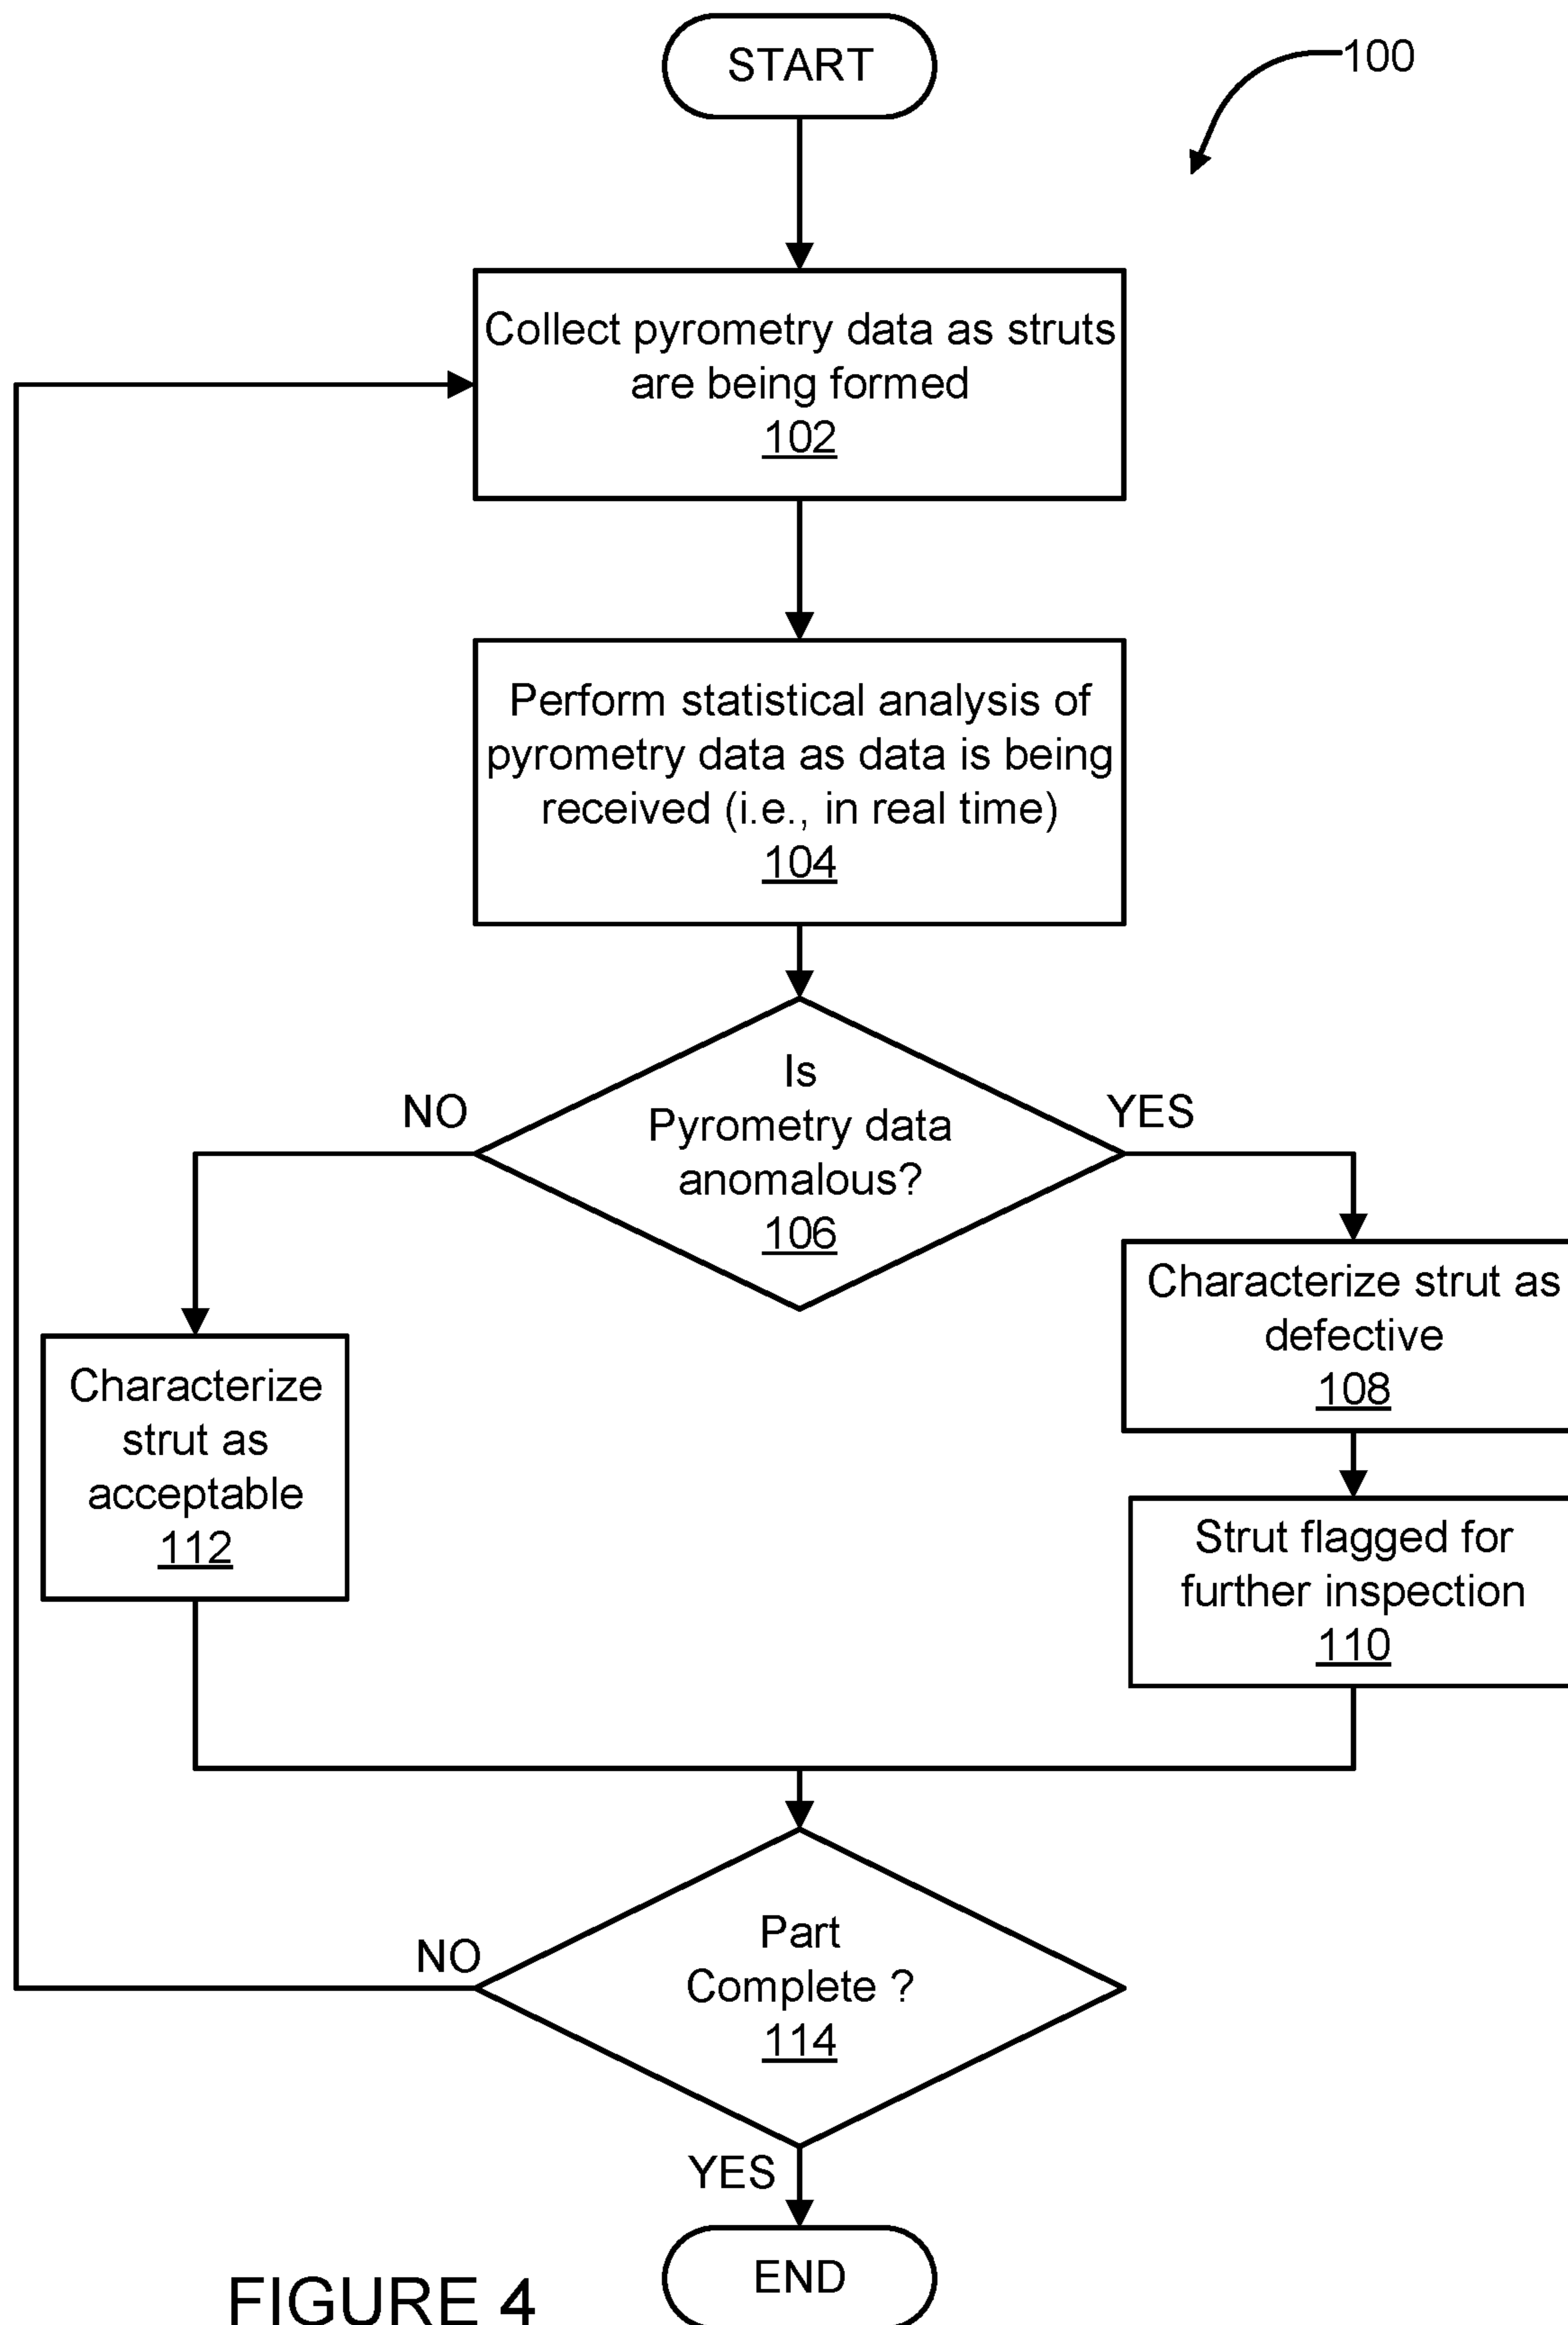 START
100
Collect pyrometry data as struts
are being formed
102
Perform statistical analysis of
pyrometry data as data is being
received (i.e., in real time)
104
Is
Pyrometry data
anomalous?
106
NO
YES
Characterize strut as
defective
108
Characterize
strut as
acceptable
112
Strut flagged for
further inspection
110
Part
Complete ?
114
NO
YES
END
FIGURE 4